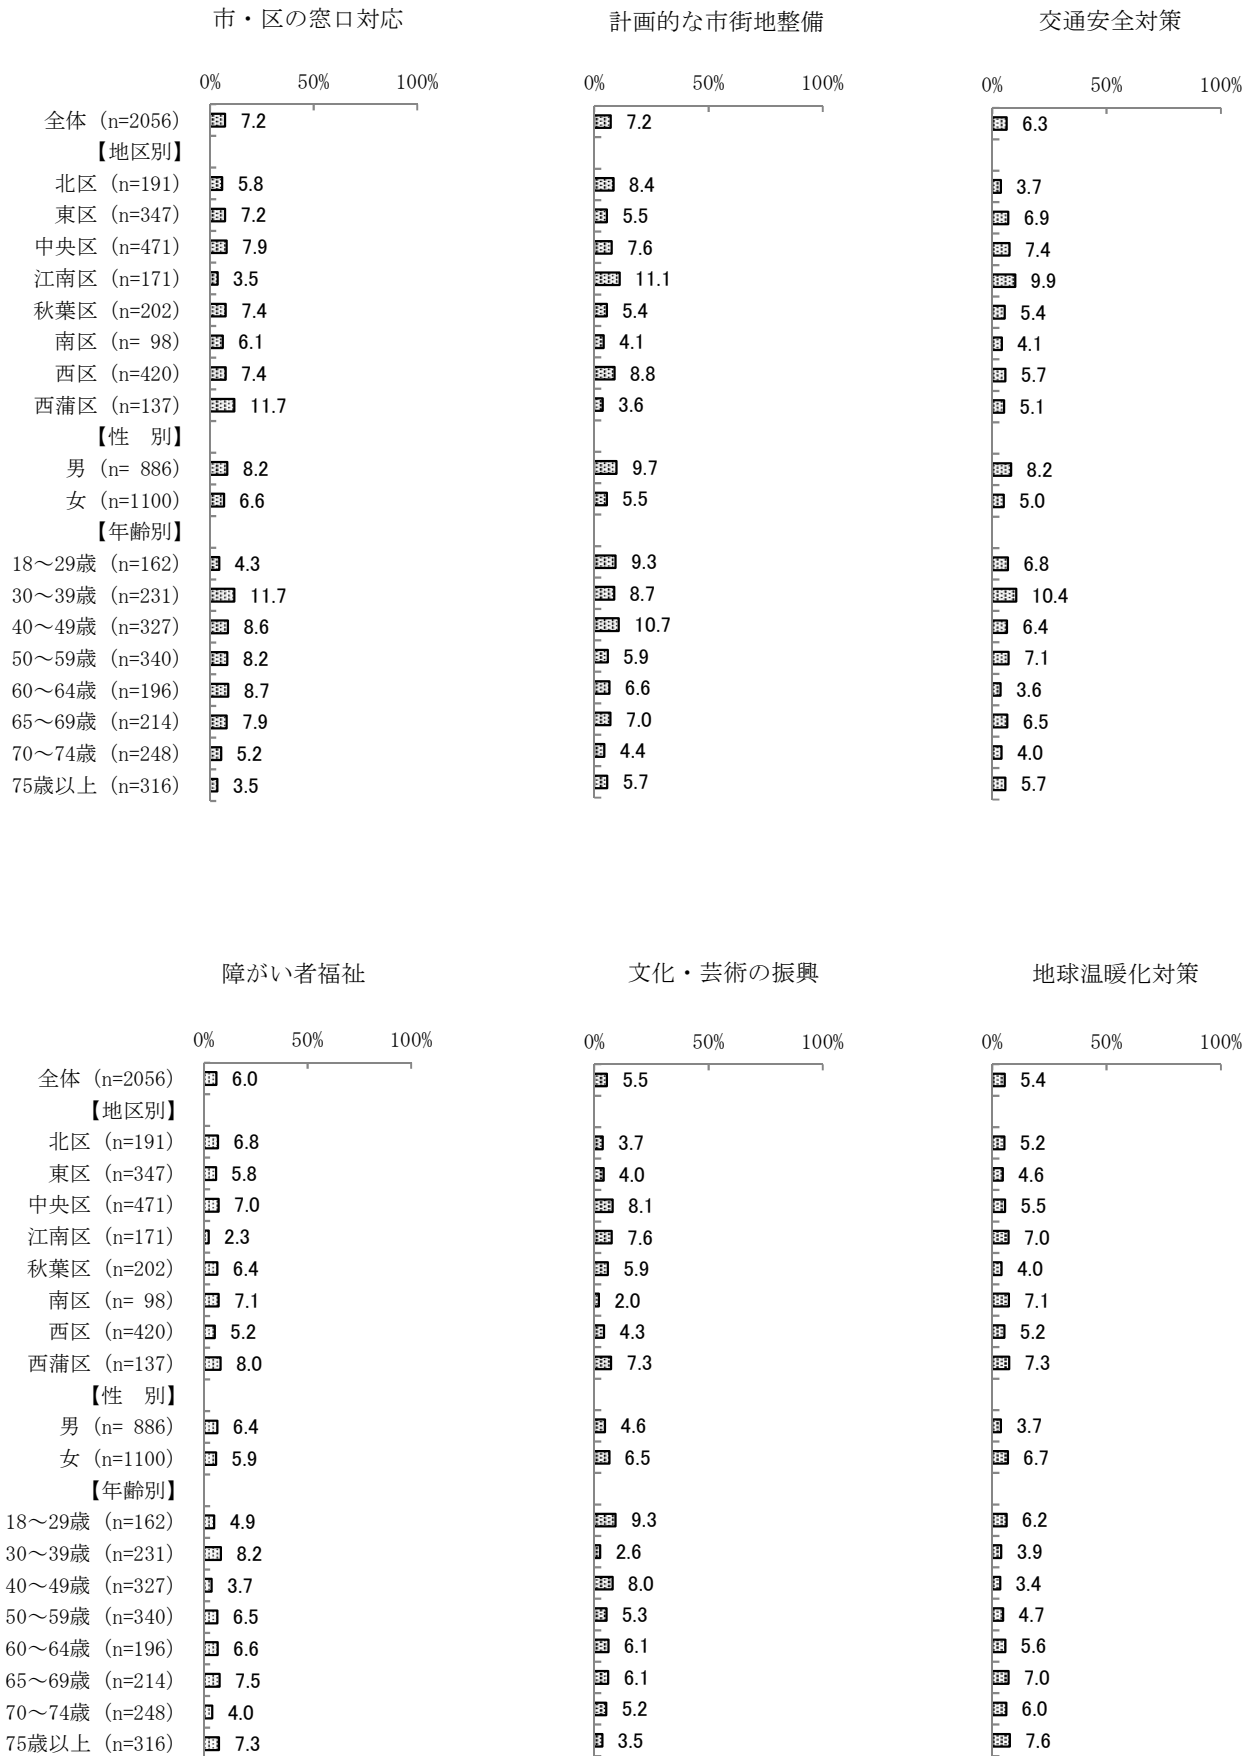 市・区の窓口対応 計画的な市街地整備 交通安全対策
0% 50% 100% 0% 50% 100% 0% 50% 100%
全体 (n=2056) 7.2 7.2 6.3
【地区別】
北区 (n=191) 5.8 8.4 3.7
東区 (n=347) 7.2 5.5 6.9
中央区 (n=471) 7.9 7.6 7.4
江南区 (n=171) 3.5 11.1 9.9
秋葉区 (n=202) 7.4 5.4 5.4
南区 (n= 98) 6.1 4.1 4.1
西区 (n=420) 7.4 8.8 5.7
西蒲区 (n=137) 11.7 3.6 5.1
【性　別】
男 (n= 886) 8.2 9.7 8.2
女 (n=1100) 6.6 5.5 5.0
【年齢別】
18～29歳 (n=162) 4.3 9.3 6.8
30～39歳 (n=231) 11.7 8.7 10.4
40～49歳 (n=327) 8.6 10.7 6.4
50～59歳 (n=340) 8.2 5.9 7.1
60～64歳 (n=196) 8.7 6.6 3.6
65～69歳 (n=214) 7.9 7.0 6.5
70～74歳 (n=248) 5.2 4.4 4.0
75歳以上 (n=316) 3.5 5.7 5.7
障がい者福祉 文化・芸術の振興 地球温暖化対策
0% 50% 100% 0% 50% 100% 0% 50% 100%
全体 (n=2056) 6.0 5.5 5.4
【地区別】
北区 (n=191) 6.8 3.7 5.2
東区 (n=347) 5.8 4.0 4.6
中央区 (n=471) 7.0 8.1 5.5
江南区 (n=171) 2.3 7.6 7.0
秋葉区 (n=202) 6.4 5.9 4.0
南区 (n= 98) 7.1 2.0 7.1
西区 (n=420) 5.2 4.3 5.2
西蒲区 (n=137) 8.0 7.3 7.3
【性　別】
男 (n= 886) 6.4 4.6 3.7
女 (n=1100) 5.9 6.5 6.7
【年齢別】
18～29歳 (n=162) 4.9 9.3 6.2
30～39歳 (n=231) 8.2 2.6 3.9
40～49歳 (n=327) 3.7 8.0 3.4
50～59歳 (n=340) 6.5 5.3 4.7
60～64歳 (n=196) 6.6 6.1 5.6
65～69歳 (n=214) 7.5 6.1 7.0
70～74歳 (n=248) 4.0 5.2 6.0
75歳以上 (n=316) 7.3 3.5 7.6